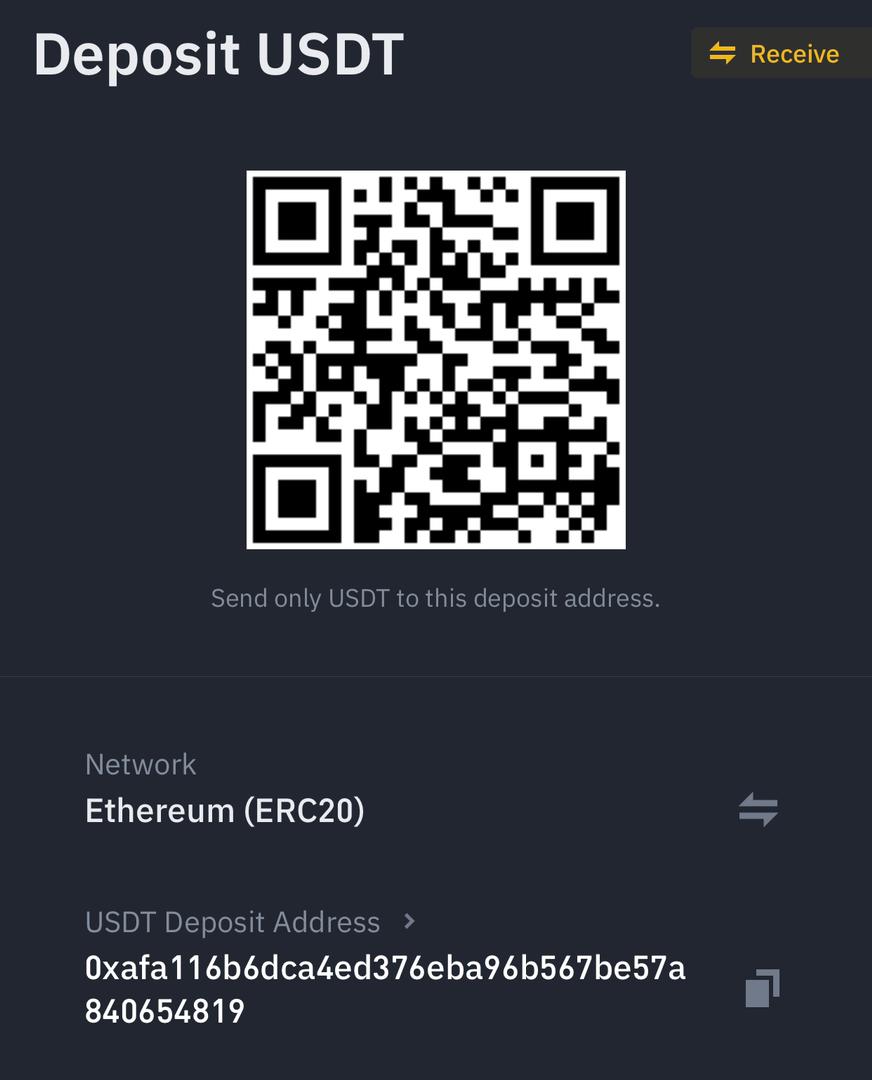 Deposit USDT
Receive
Send only USDT to this deposit address.
Network
Ethereum (ERC20)
USDT Deposit Address
0xafa116b6dca4ed376eba96b567be57a
840654819